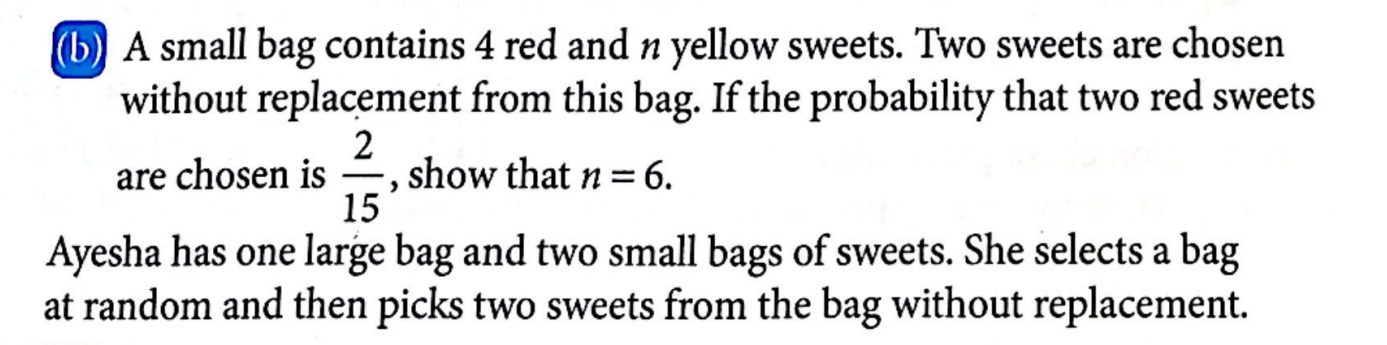 (b) A small bag contains 4 red and n yellow sweets. Two sweets are chosen
without replacement from this bag. If the probability that two red sweets
are chosen is 2/15, show that n = 6.
Ayesha has one large bag and two small bags of sweets. She selects a bag
at random and then picks two sweets from the bag without replacement.